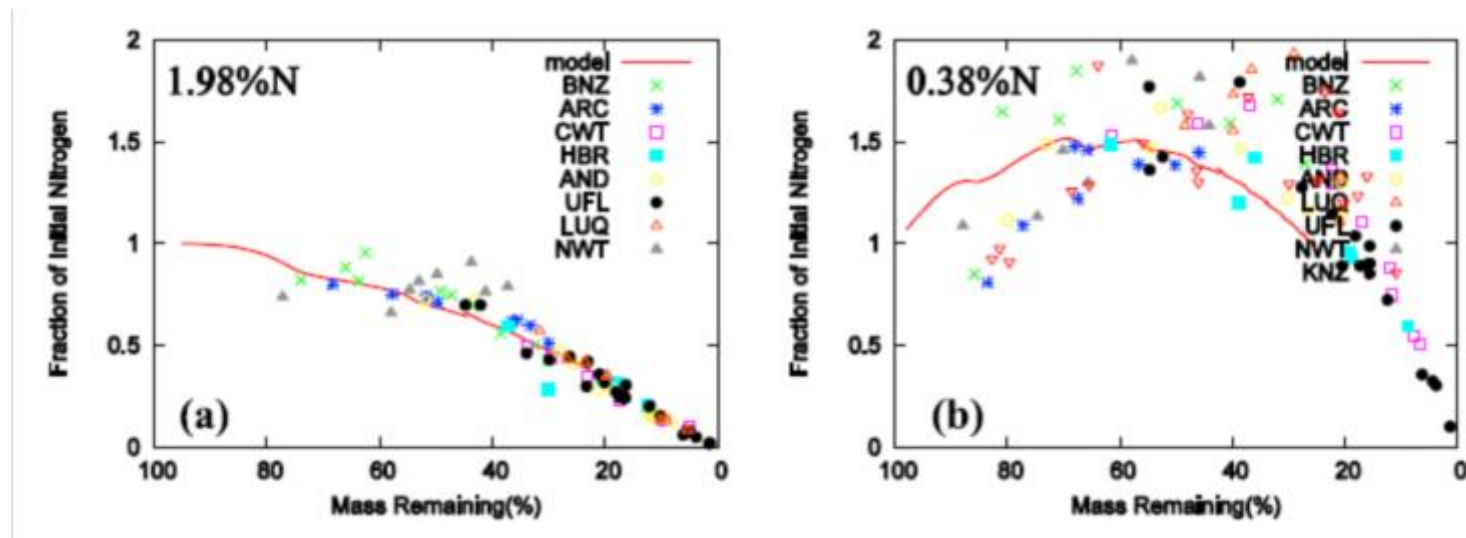 2
1.5
1
0.5
0
100
80
60
40
20
0
Fraction of Initial Nitrogen
Mass Remaining(%)
1.98%N
(a)
model
BNZ
ARC
CWT
HBR
AND
UFL
LUQ
NWT
2
1.5
1
0.5
0
100
80
60
40
20
0
Fraction of Initial Nitrogen
Mass Remaining(%)
0.38%N
(b)
model
BNZ
ARC
CWT
HBR
AND
LUQ
UFL
NWT
KNZ